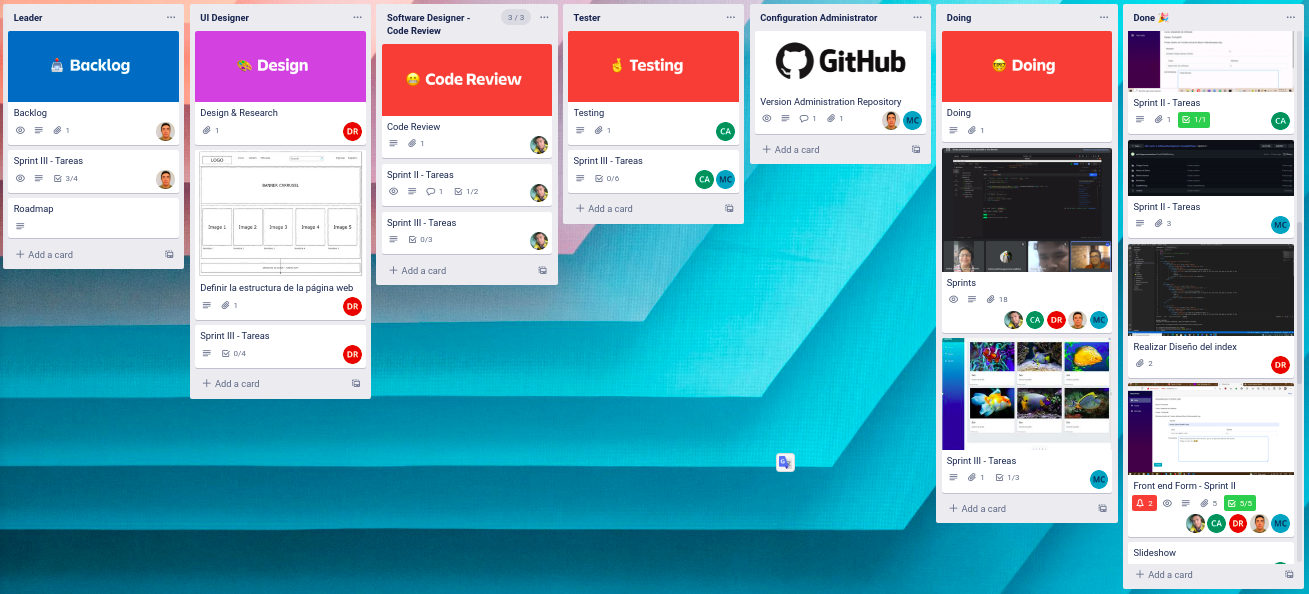 Leader
Backlog
Backlog
1
Sprint III - Tareas
3/4
Roadmap
Add a card
UI Designer
Design
Design & Research
1
DR
LOGO
BANNER CARRUSEL
Image 1
Image 2
Image 3
Image 4
Image 5
Definir la estructura de la página web
1
DR
Sprint III - Tareas
0/4
DR
Add a card
Software Designer -
Code Review
3 / 3
Code Review
Code Review
1
Sprint II - Tareas
1
1/2
Sprint III - Tareas
0/3
Add a card
Tester
Testing
Testing
1
CA
Sprint III - Tareas
0/6
CA
MC
Add a card
Configuration Administrator
GitHub
Version Administration Repository
1
1
MC
Add a card
Doing
Doing
Doing
1
Sprints
18
CA
DR
MC
Sprint III - Tareas
1
1/3
MC
Add a card
Done
Sprint II - Tareas
1
1/1
CA
Sprint II - Tareas
3
MC
Realizar Diseño del index
2
DR
Front end Form - Sprint II
2
5
5/5
CA
DR
MC
Slideshow
Add a card